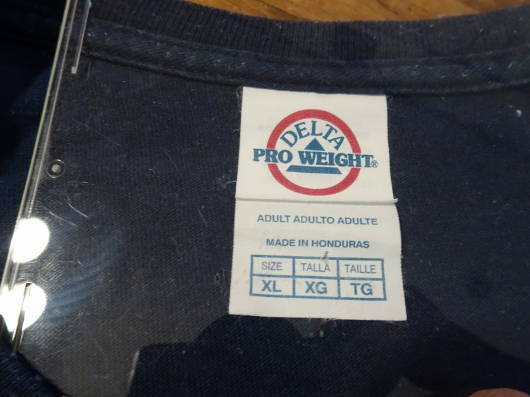 DELTA
PRO WEIGHT®
ADULT ADULTO ADULTE
MADE IN HONDURAS
SIZE TALLA TAILLE
XL XG TG